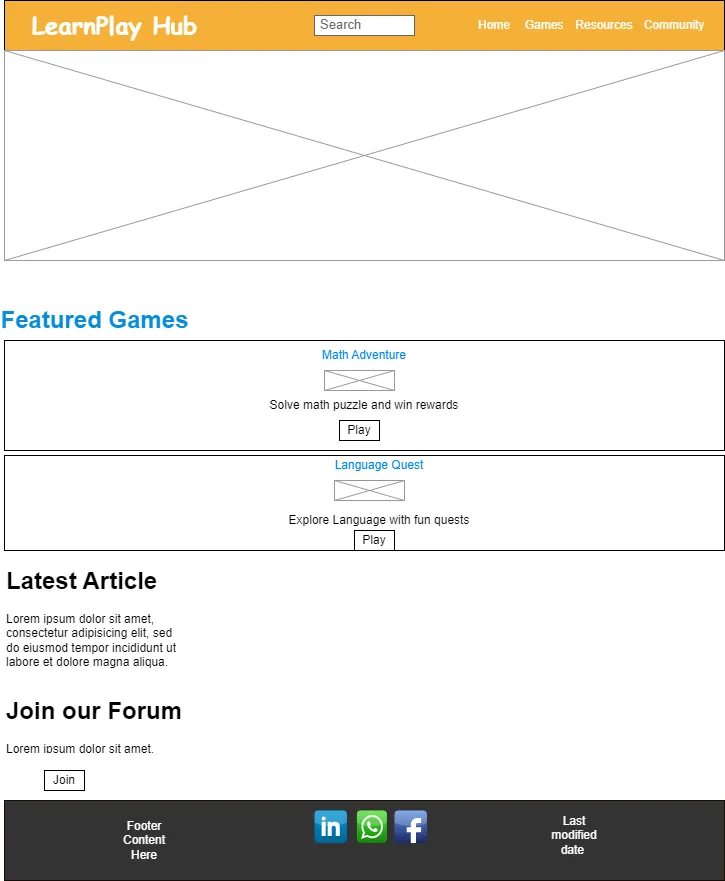 LearnPlay Hub
Search
Home Games Resources Community
Featured Games
Math Adventure
Solve math puzzle and win rewards
Play
Language Quest
Explore Language with fun quests
Play
Latest Article
Lorem ipsum dolor sit amet,
consectetur adipisicing elit, sed
do eiusmod tempor incididunt ut
labore et dolore magna aliqua.
Join our Forum
Lorem ipsum dolor sit amet.
Join
Footer
Content
Here
in
f
Last
modified
date